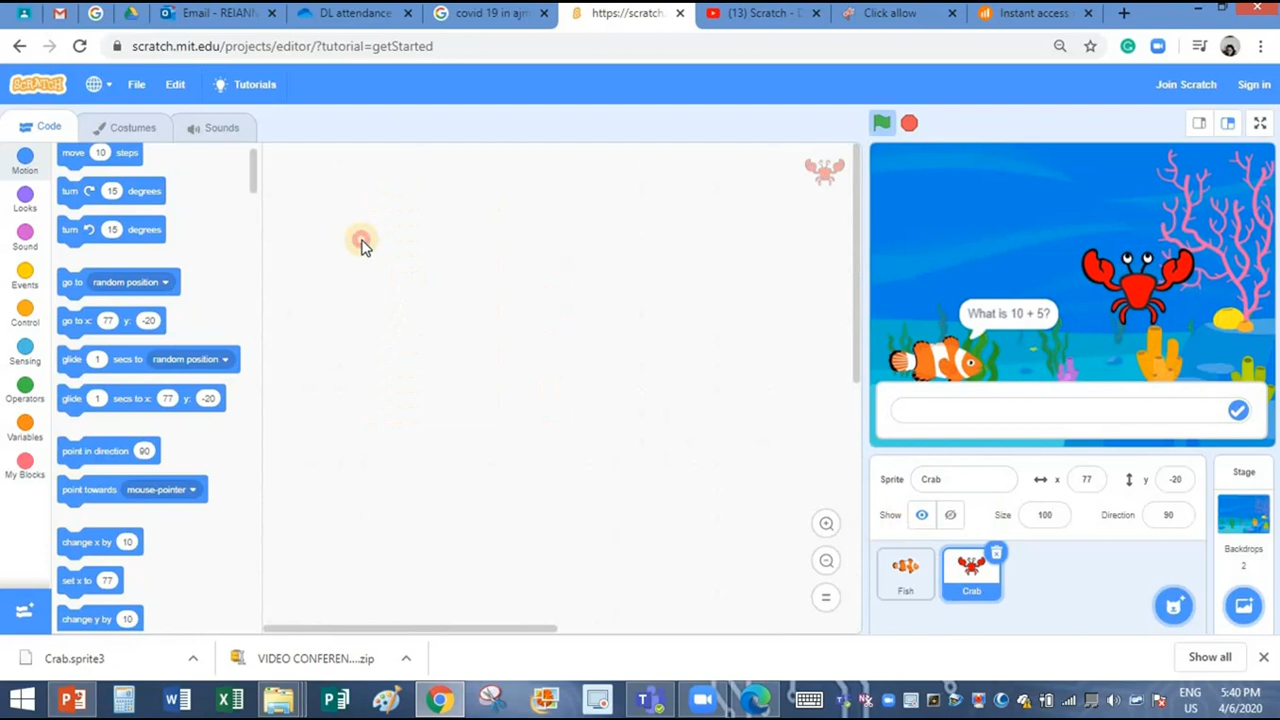 Email - REIANN
DL attendance
covid 19 in ajm
https://scratch.
(13) Scratch - D
Click allow
Instant access
scratch.mit.edu/projects/editor/?tutorial=getStarted
SCRATCH
File
Edit
Tutorials
Join Scratch
Sign in
Code
Costumes
Sounds
Motion
Looks
Sound
Events
Control
Sensing
Operators
Variables
My Blocks
move 10 steps
turn 15 degrees
turn 15 degrees
go to random position
go to x: 77 y: -20
glide 1 secs to random position
glide 1 secs to x: 77 y: -20
point in direction 90
point towards mouse-pointer
change x by 10
set x to 77
change y by 10
What is 10 + 5?
Sprite Crab x 77 y -20
Show Size 100 Direction 90
Fish
Crab
Stage
Backdrops
2
Crab.sprite3
VIDEO CONFEREN....zip
Show all
ENG
US
5:40 PM
4/6/2020